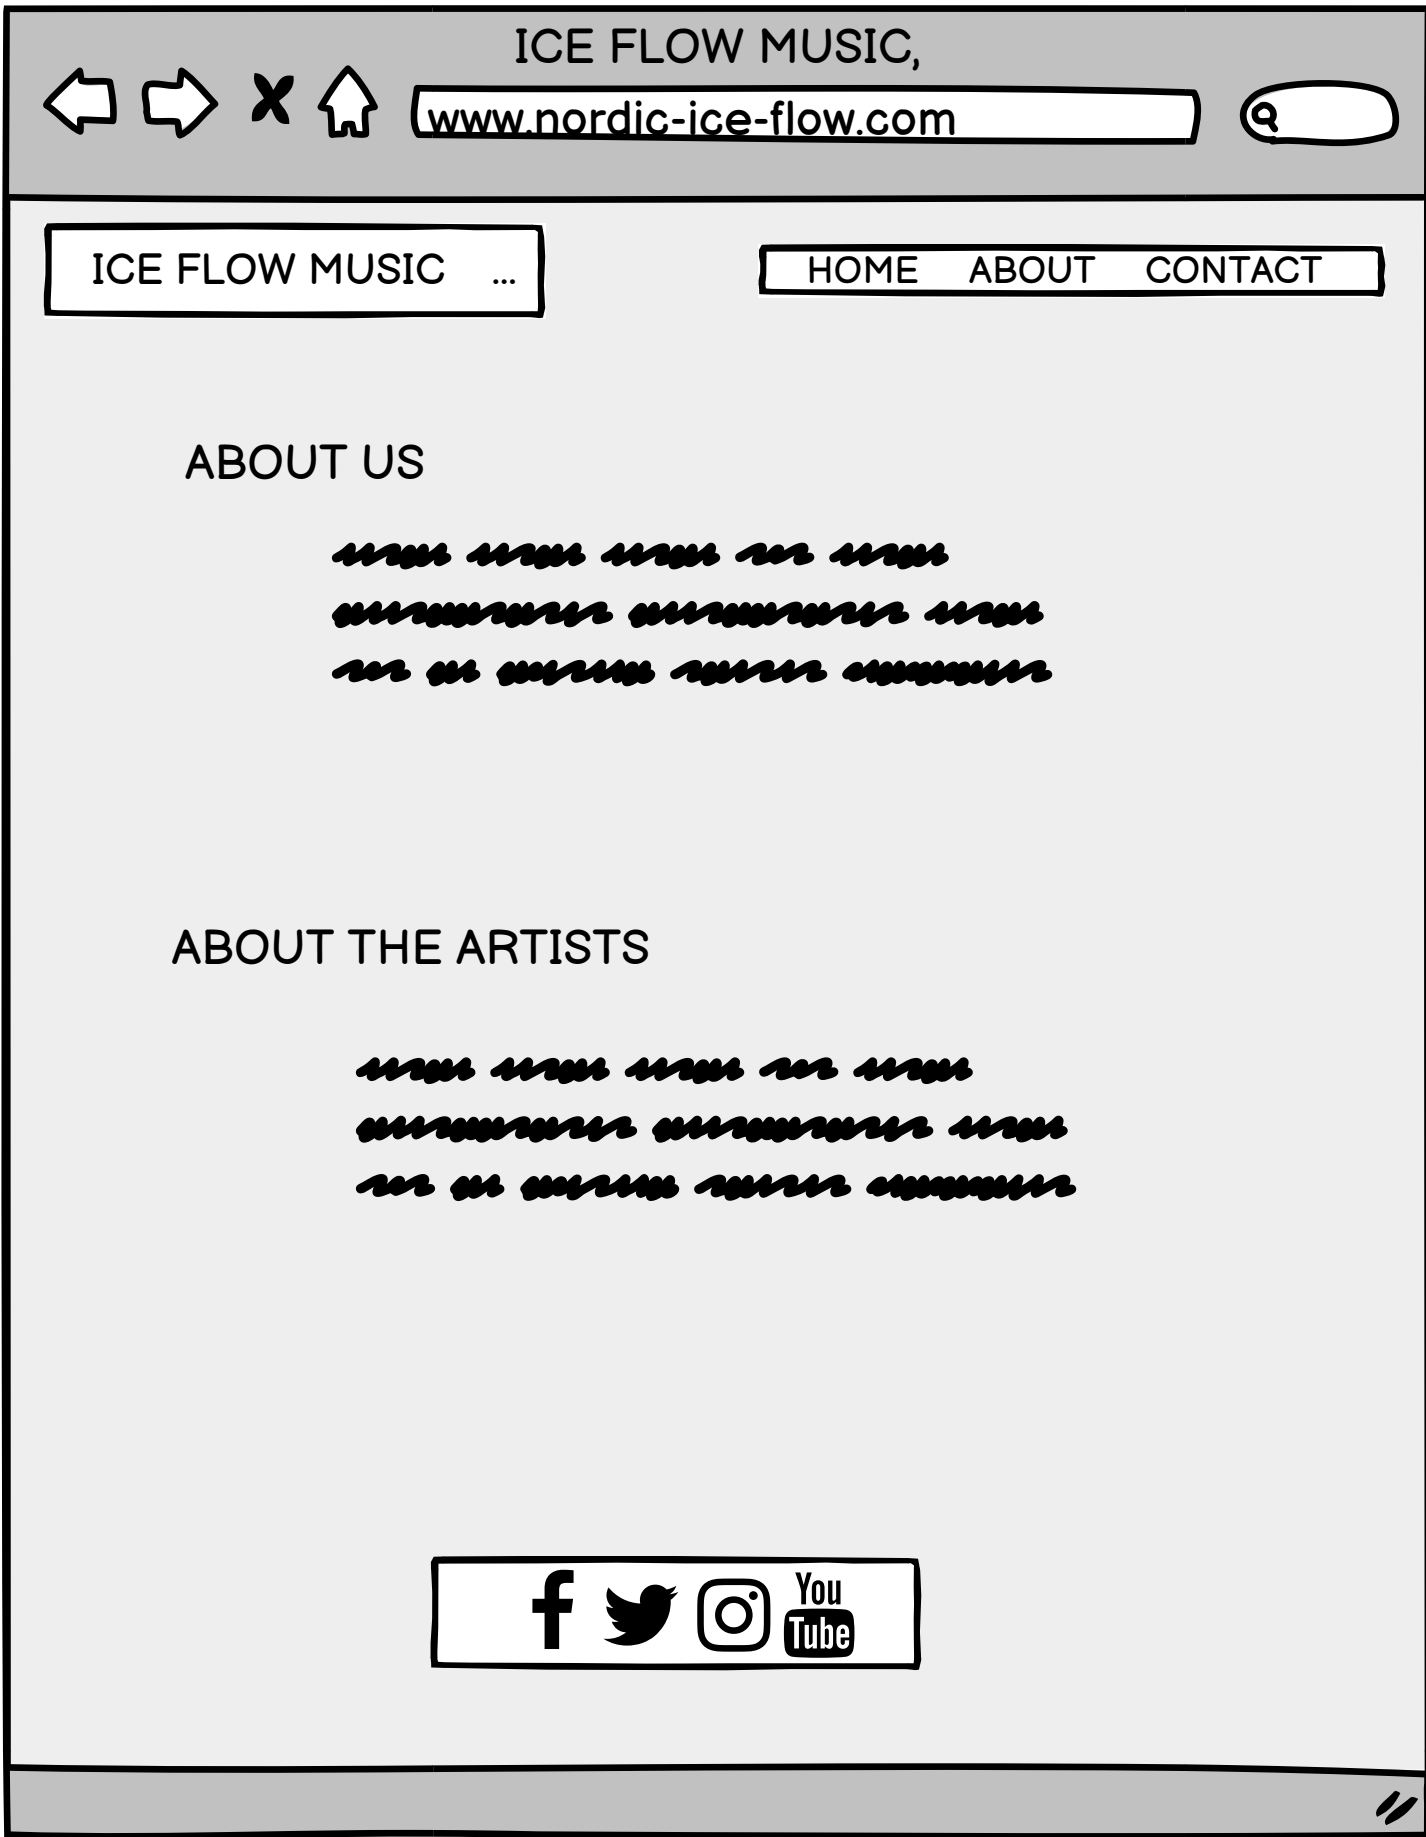 ICE FLOW MUSIC,
www.nordic-ice-flow.com
ICE FLOW MUSIC ...
HOME ABOUT CONTACT
ABOUT US
ABOUT THE ARTISTS
You
Tube